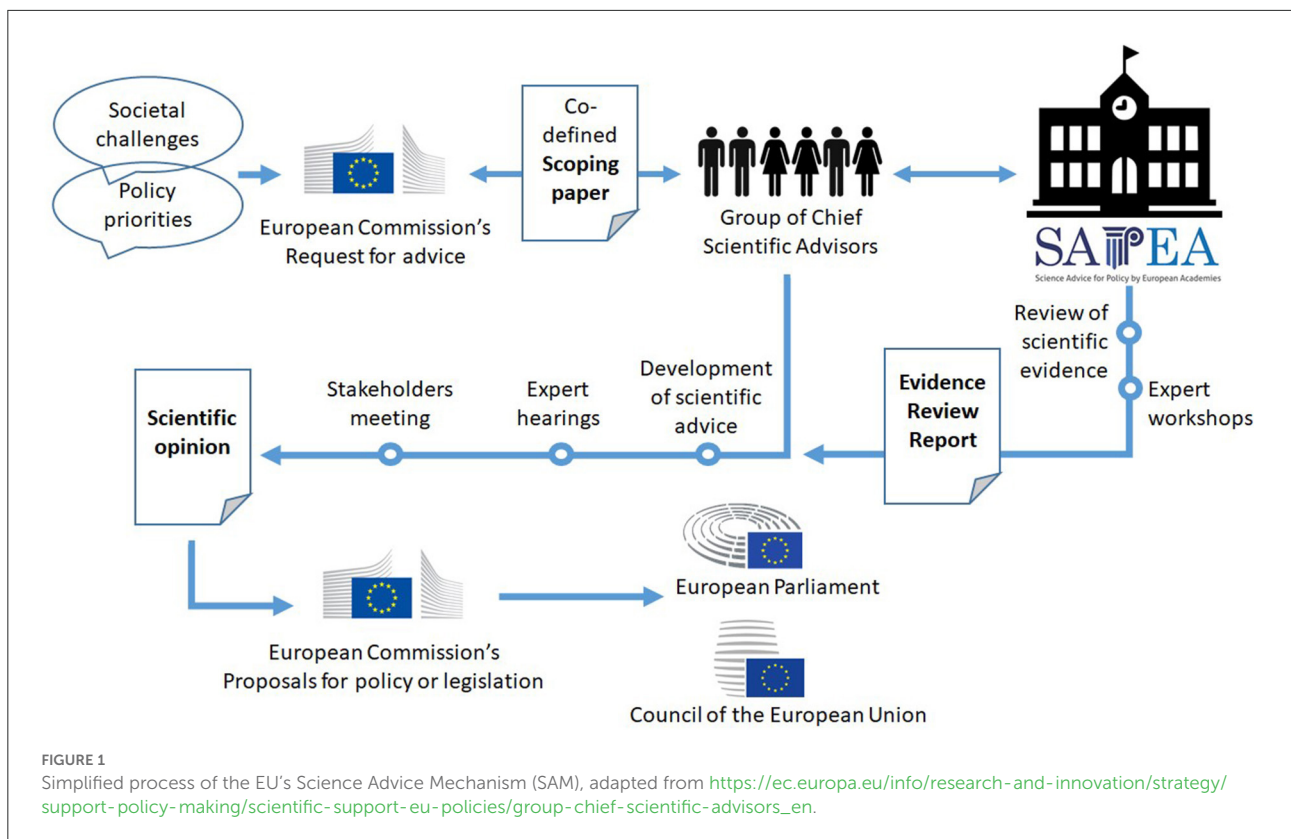 Societal
challenges
Policy
priorities
European Commission's
Request for advice
Co-
defined
Scoping
paper
Group of Chief
Scientific Advisors
SAPEA
Science Advice for Policy by European Academies
Review of
scientific
evidence
Expert
workshops
Evidence
Review
Report
Development
of scientific
advice
Expert
hearings
Stakeholders
meeting
Scientific
opinion
European Commission's
Proposals for policy or legislation
European Parliament
Council of the European Union
FIGURE 1
Simplified process of the EU's Science Advice Mechanism (SAM), adapted from https://ec.europa.eu/info/research-and-innovation/strategy/
support-policy-making/scientific-support-eu-policies/group-chief-scientific-advisors_en.